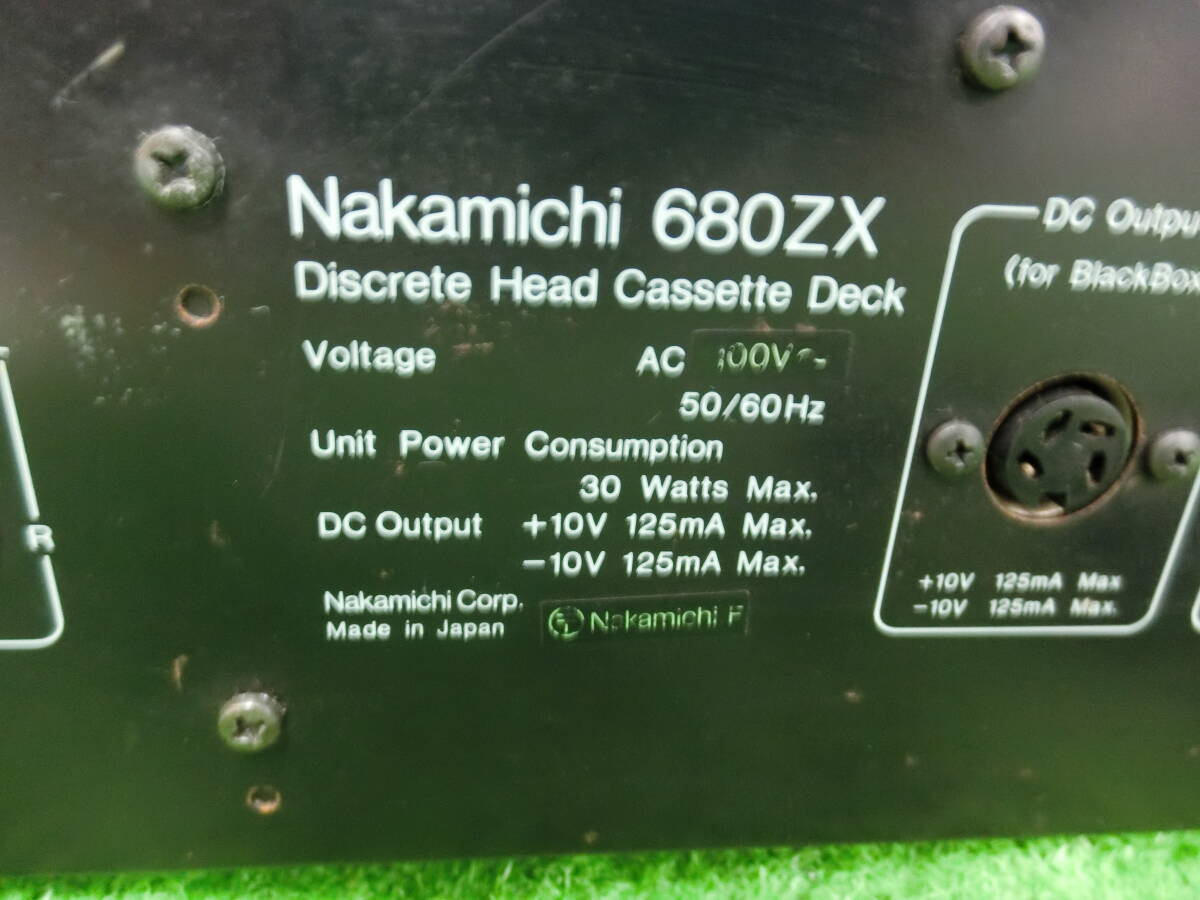 Nakamichi 680ZX
Discrete Head Cassette Deck
Voltage AC 100V~
50/60Hz
Unit Power Consumption
30 Watts Max.
DC Output +10V 125mA Max.
-10V 125mA Max.
Nakamichi Corp.
Made in Japan
Nakamichi F
R
DC Outpu
(for BlackBox
+10V 125mA Max
-10V 125mA Max.